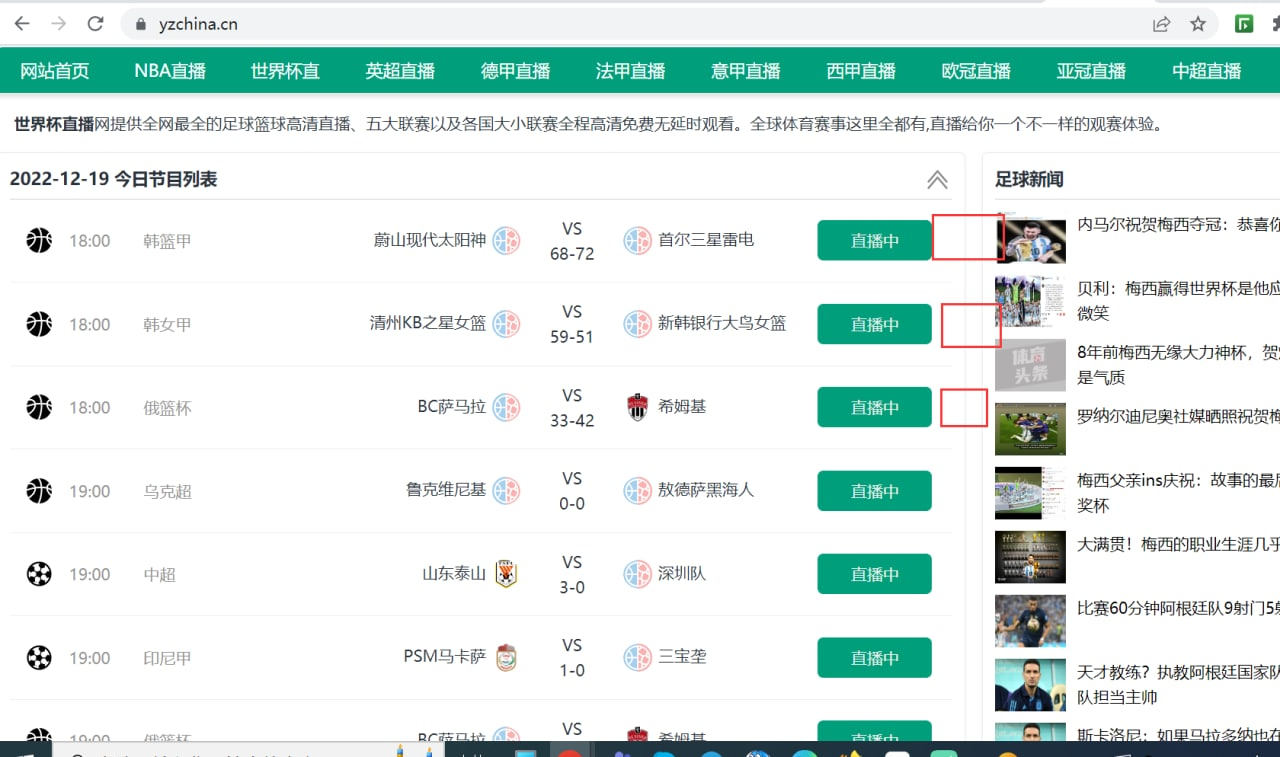 yzchina.cn
网站首页 NBA直播 世界杯直 英超直播 德甲直播 法甲直播 意甲直播 西甲直播 欧冠直播 亚冠直播 中超直播
世界杯直播网提供全网最全的足球篮球高清直播、五大联赛以及各国大小联赛全程高清免费无延时观看。全球体育赛事这里全都有,直播给你一个不一样的观赛体验。
2022-12-19 今日节目列表
18:00 韩篮甲 蔚山现代太阳神 VS 首尔三星雷电 直播中
68-72
18:00 韩女甲 清州KB之星女篮 VS 新韩银行大鸟女篮 直播中
59-51
18:00 俄篮杯 BC萨马拉 VS 希姆基 直播中
33-42
19:00 乌克超 鲁克维尼基 VS 敖德萨黑海人 直播中
0-0
19:00 中超 山东泰山 VS 深圳队 直播中
3-0
19:00 印尼甲 PSM马卡萨 VS 三宝垄 直播中
1-0
19:00 俄篮杯 BC萨马拉 VS 希姆基 直播中
足球新闻
内马尔祝贺梅西夺冠：恭喜你
贝利：梅西赢得世界杯是他应
微笑
体育
头条
8年前梅西无缘大力神杯，贺
是气质
罗纳尔迪尼奥社媒晒照祝贺梅
梅西父亲ins庆祝：故事的最后
奖杯
大满贯！梅西的职业生涯几乎
比赛60分钟阿根廷队9射门5射
天才教练？执教阿根廷国家队
队担当主帅
斯卡洛尼：如果马拉多纳也在